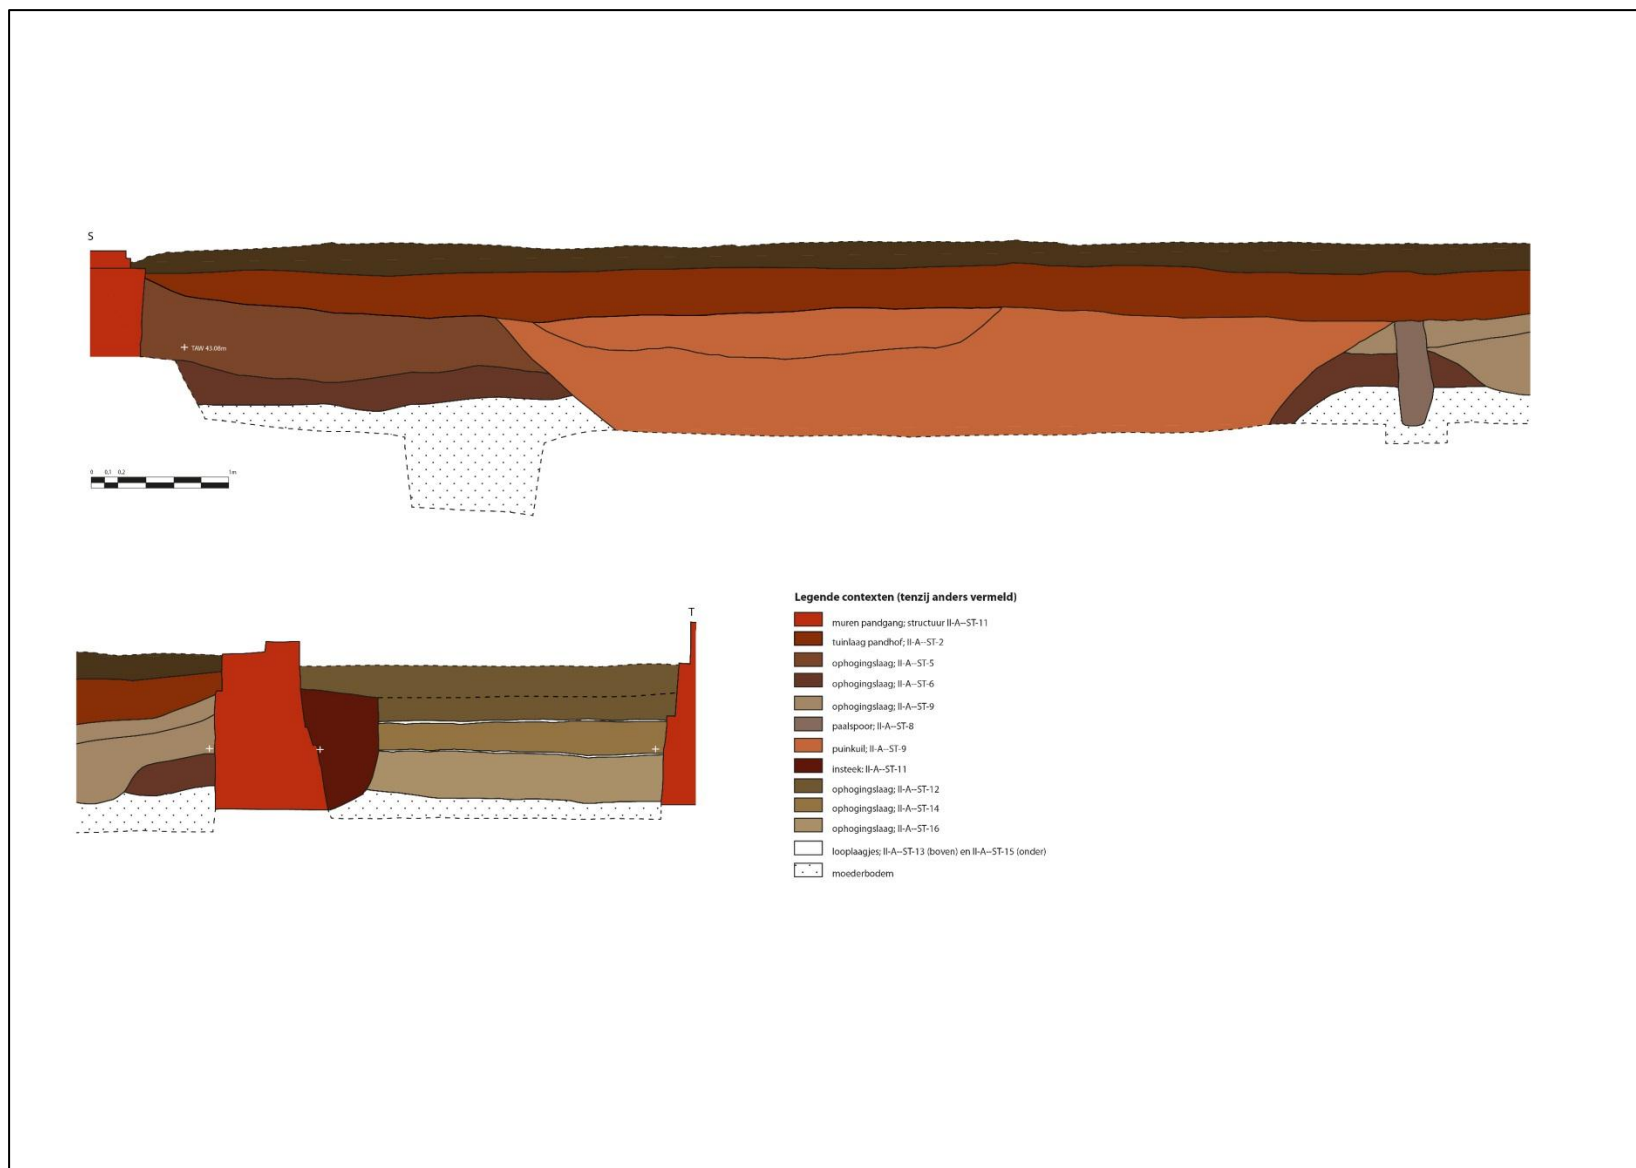 S
TAW 43.08m
0 0,1 0,2 1m
T
Legende contexten (tenzij anders vermeld)
muren pandgang; structuur II-A--ST-11
tuinlaag pandhof; II-A--ST-2
ophogingslaag; II-A--ST-5
ophogingslaag; II-A--ST-6
ophogingslaag; II-A--ST-9
paalspoor; II-A--ST-8
puinkuil; II-A--ST-9
insteek: II-A--ST-11
ophogingslaag; II-A--ST-12
ophogingslaag; II-A--ST-14
ophogingslaag; II-A--ST-16
looplaagjes; II-A--ST-13 (boven) en II-A--ST-15 (onder)
moederbodem